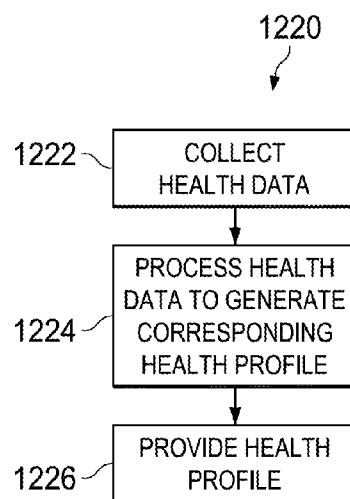 1220
1222
COLLECT
HEALTH DATA
1224
PROCESS HEALTH
DATA TO GENERATE
CORRESPONDING
HEALTH PROFILE
1226
PROVIDE HEALTH
PROFILE